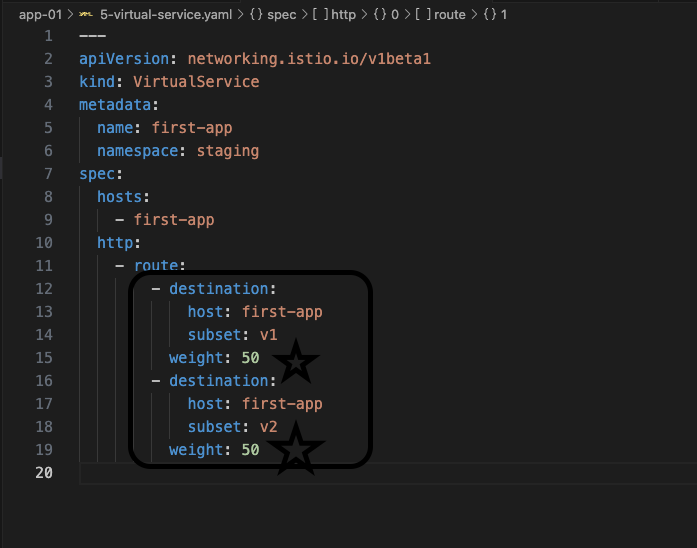 app-01 > 5-virtual-service.yaml > {} spec > [ ] http > {} 0 > [ ] route > {} 1
1 ---
2 apiVersion: networking.istio.io/v1beta1
3 kind: VirtualService
4 metadata:
5   name: first-app
6   namespace: staging
7 spec:
8   hosts:
9     - first-app
10   http:
11     - route:
12         - destination:
13             host: first-app
14             subset: v1
15           weight: 50
16         - destination:
17             host: first-app
18             subset: v2
19           weight: 50
20